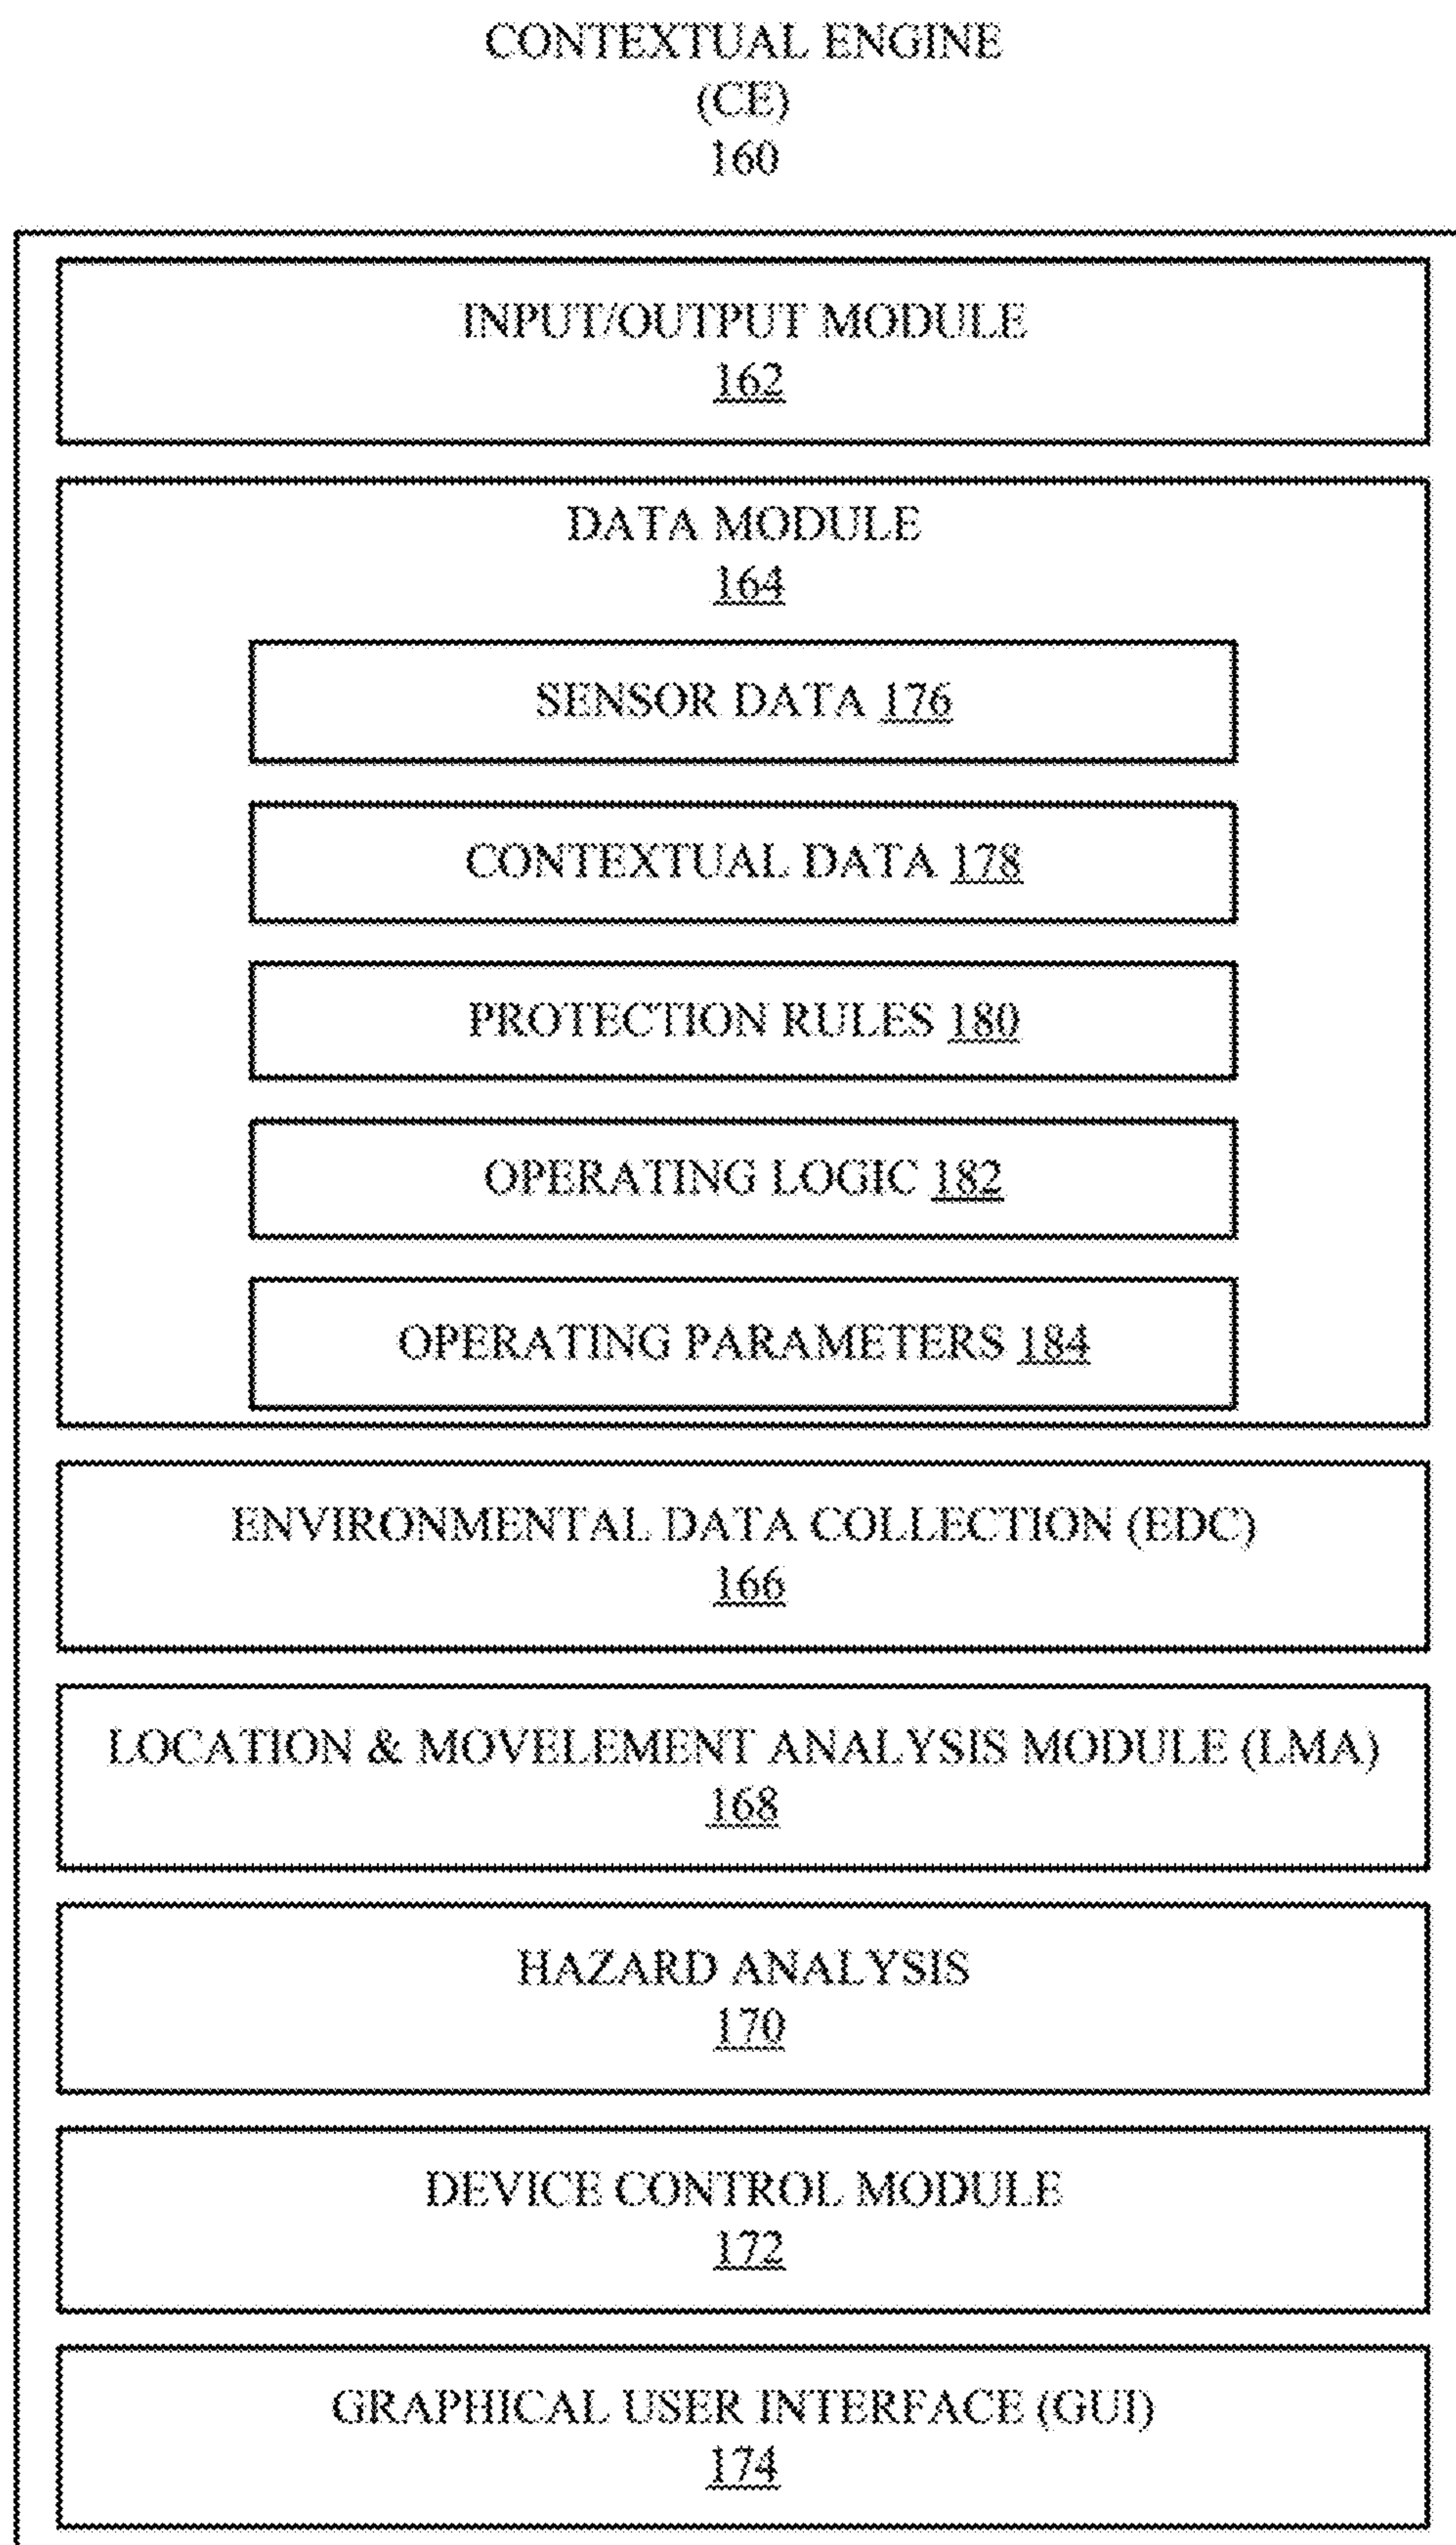 CONTEXTUAL ENGINE
(CE)
160
INPUT/OUTPUT MODULE
162
DATA MODULE
164
SENSOR DATA 176
CONTEXTUAL DATA 178
PROTECTION RULES 180
OPERATING LOGIC 182
OPERATING PARAMETERS 184
ENVIRONMENTAL DATA COLLECTION (EDC)
166
LOCATION & MOVELEMENT ANALYSIS MODULE (LMA)
168
HAZARD ANALYSIS
170
DEVICE CONTROL MODULE
172
GRAPHICAL USER INTERFACE (GUI)
174